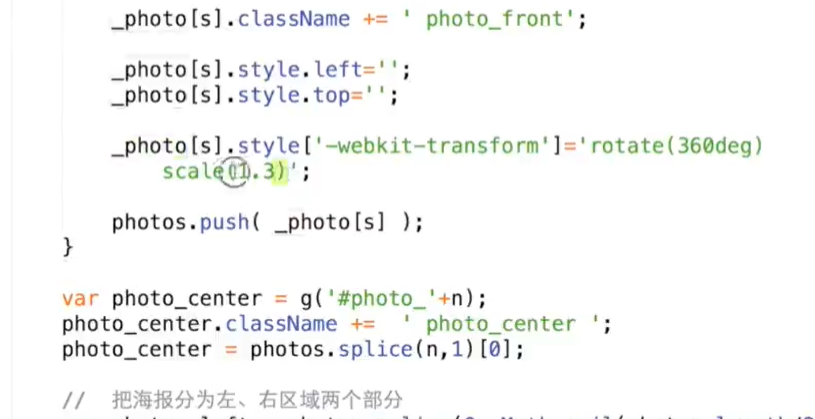 _photo[s].className += ' photo_front';
_photo[s].style.left='';
_photo[s].style.top='';
_photo[s].style['-webkit-transform']='rotate(360deg)
scale(1.3)';
photos.push( _photo[s] );
}
var photo_center = g('#photo_'+n);
photo_center.className += ' photo_center ';
photo_center = photos.splice(n,1)[0];
// 把海报分为左、右区域两个部分